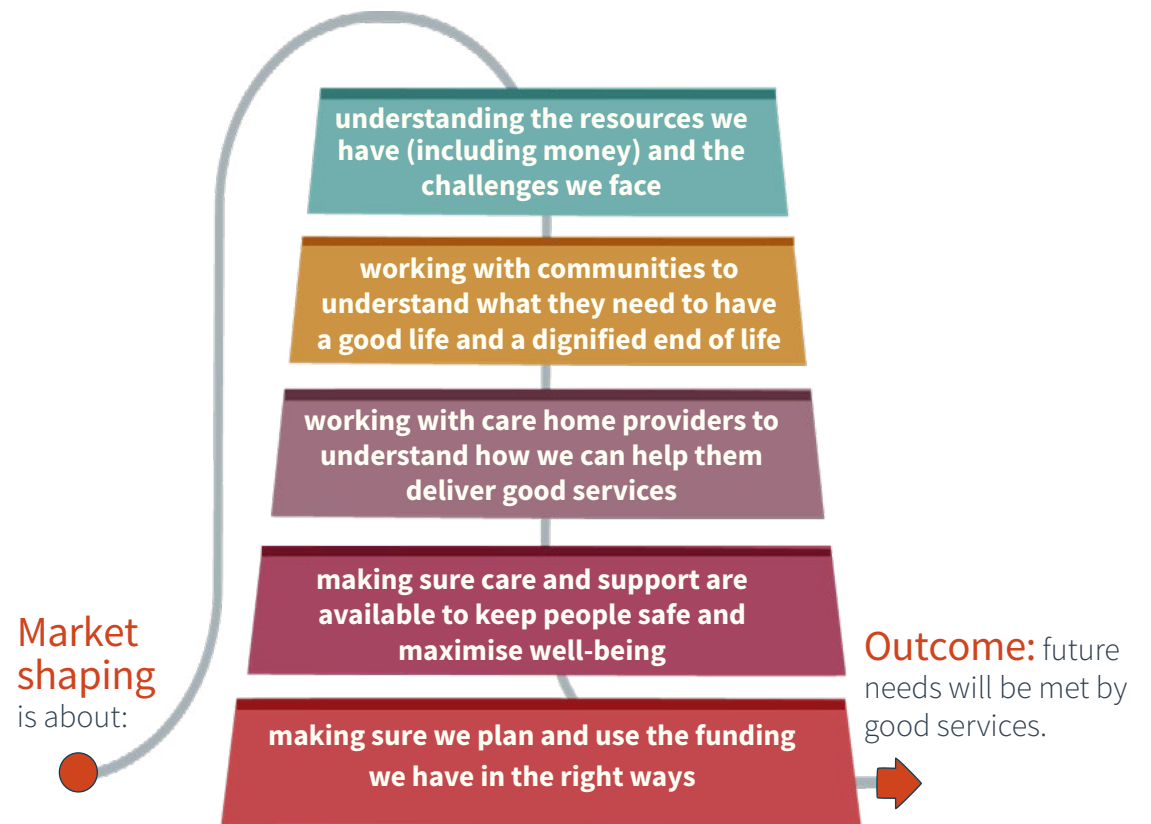 Market
shaping
is about:
understanding the resources we
have (including money) and the
challenges we face
working with communities to
understand what they need to have
a good life and a dignified end of life
working with care home providers to
understand how we can help them
deliver good services
making sure care and support are
available to keep people safe and
maximise well-being
making sure we plan and use the funding
we have in the right ways
Outcome: future
needs will be met by
good services.